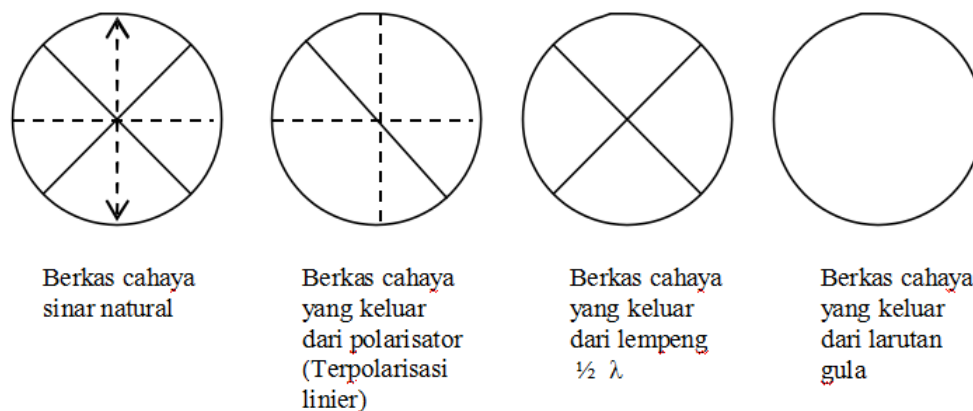 Berkas cahaya
sinar natural
Berkas cahaya
yang keluar
dari polarisator
(Terpolarisasi
linier)
Berkas cahaya
yang keluar
dari lempeng
½ λ
Berkas cahaya
yang keluar
dari larutan
gula